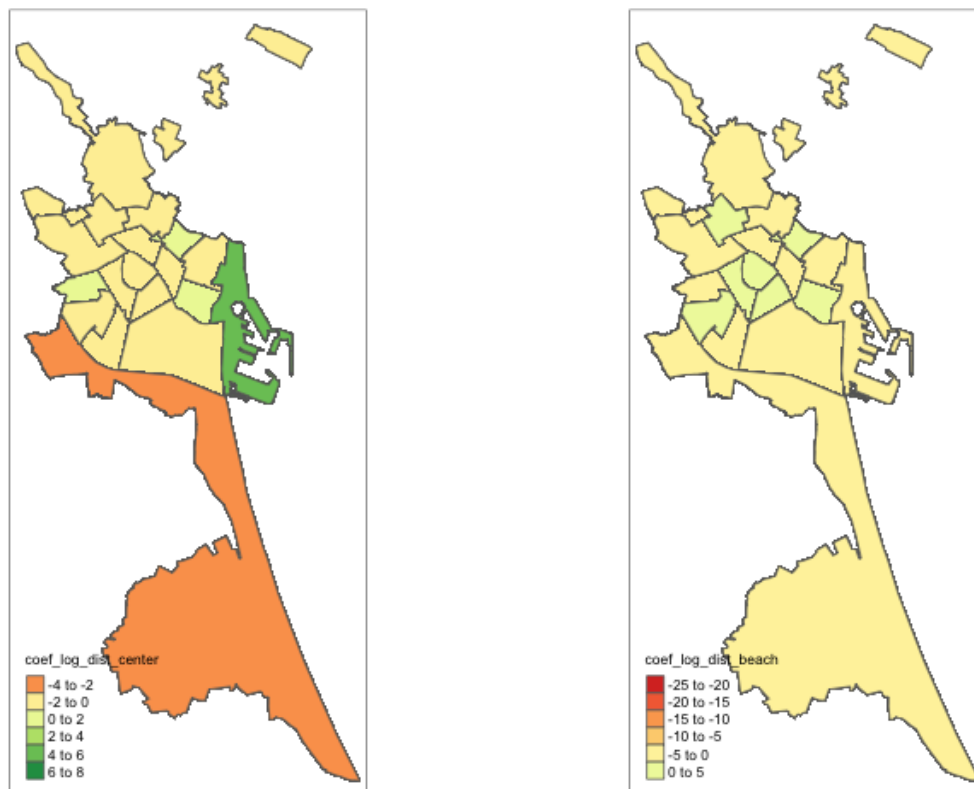 coef_log_dist_center
-4 to -2
-2 to 0
0 to 2
2 to 4
4 to 6
6 to 8
coef_log_dist_beach
-25 to -20
-20 to -15
-15 to -10
-10 to -5
-5 to 0
0 to 5